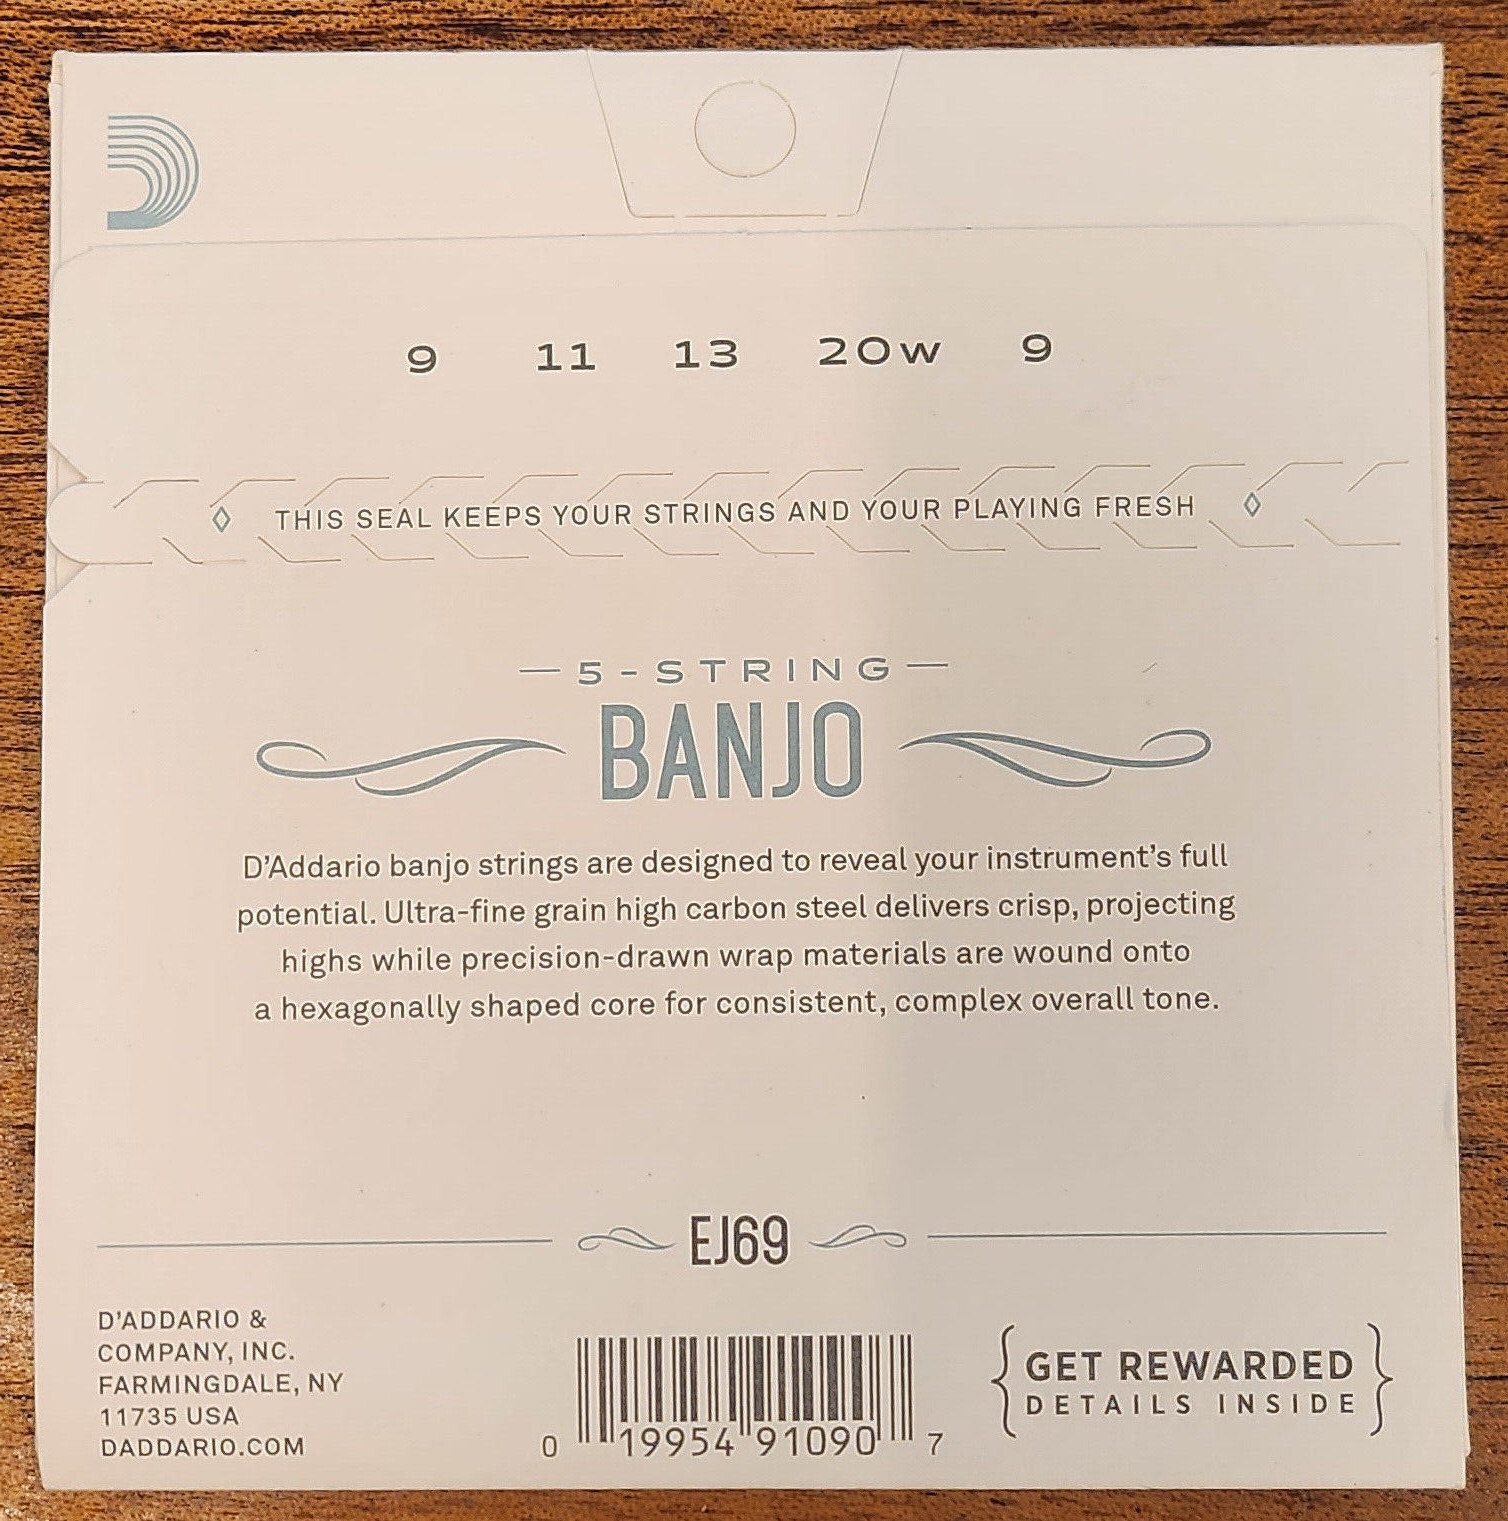 9 11 13 20w 9
THIS SEAL KEEPS YOUR STRINGS AND YOUR PLAYING FRESH
5-STRING
BANJO
D'Addario banjo strings are designed to reveal your instrument's full
potential. Ultra-fine grain high carbon steel delivers crisp, projecting
highs while precision-drawn wrap materials are wound onto
a hexagonally shaped core for consistent, complex overall tone.
EJ69
D'ADDARIO &
COMPANY, INC.
FARMINGDALE, NY
11735 USA
DADDARIO.COM
0 19954 91090 7
GET REWARDED
DETAILS INSIDE